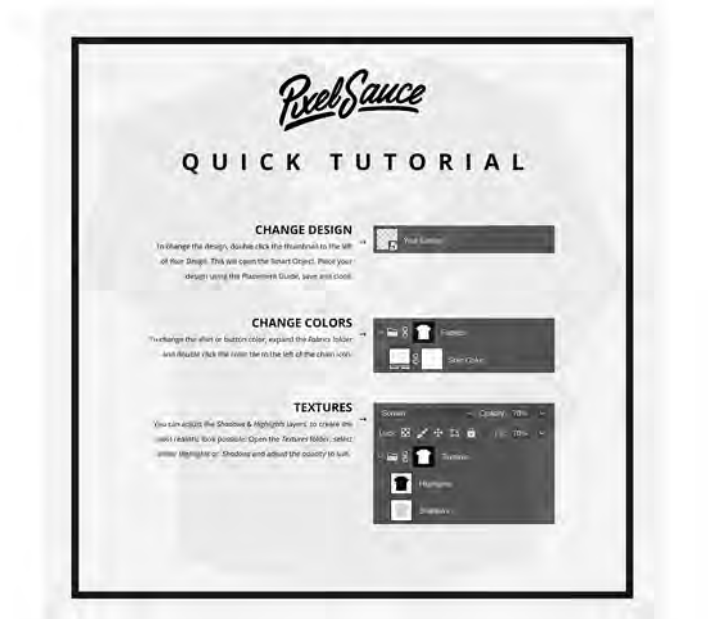 PixelSauce
QUICK TUTORIAL
CHANGE DESIGN
To change the design, double click the thumbnail to the left
of Your Design. This will open the Smart Object. Place your
design using the Placement Guide, save and close.
Your Design
CHANGE COLORS
To change the shirt or button color, expand the Fabrics folder
and double click the color tile to the left of the chain icon.
Fabrics
Shirt Color
TEXTURES
You can adjust the Shadows & Highlights layers, to create the
most realistic look possible. Open the Textures folder, select
either Highlights or Shadows and adjust the opacity to suit.
Screen Opacity: 70%
Lock: Fill: 70%
Textures
Highlights
Shadows